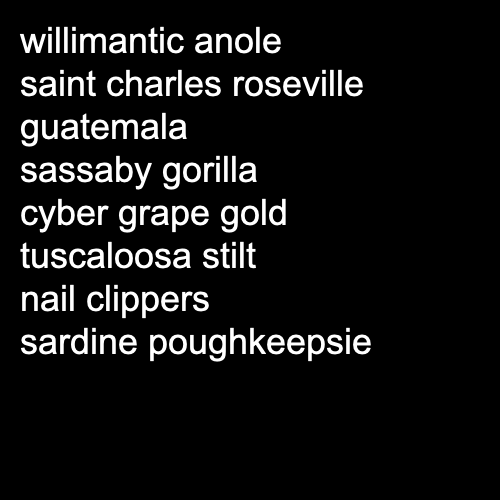 willimantic anole
saint charles roseville
guatemala
sassaby gorilla
cyber grape gold
tuscaloosa stilt
nail clippers
sardine poughkeepsie